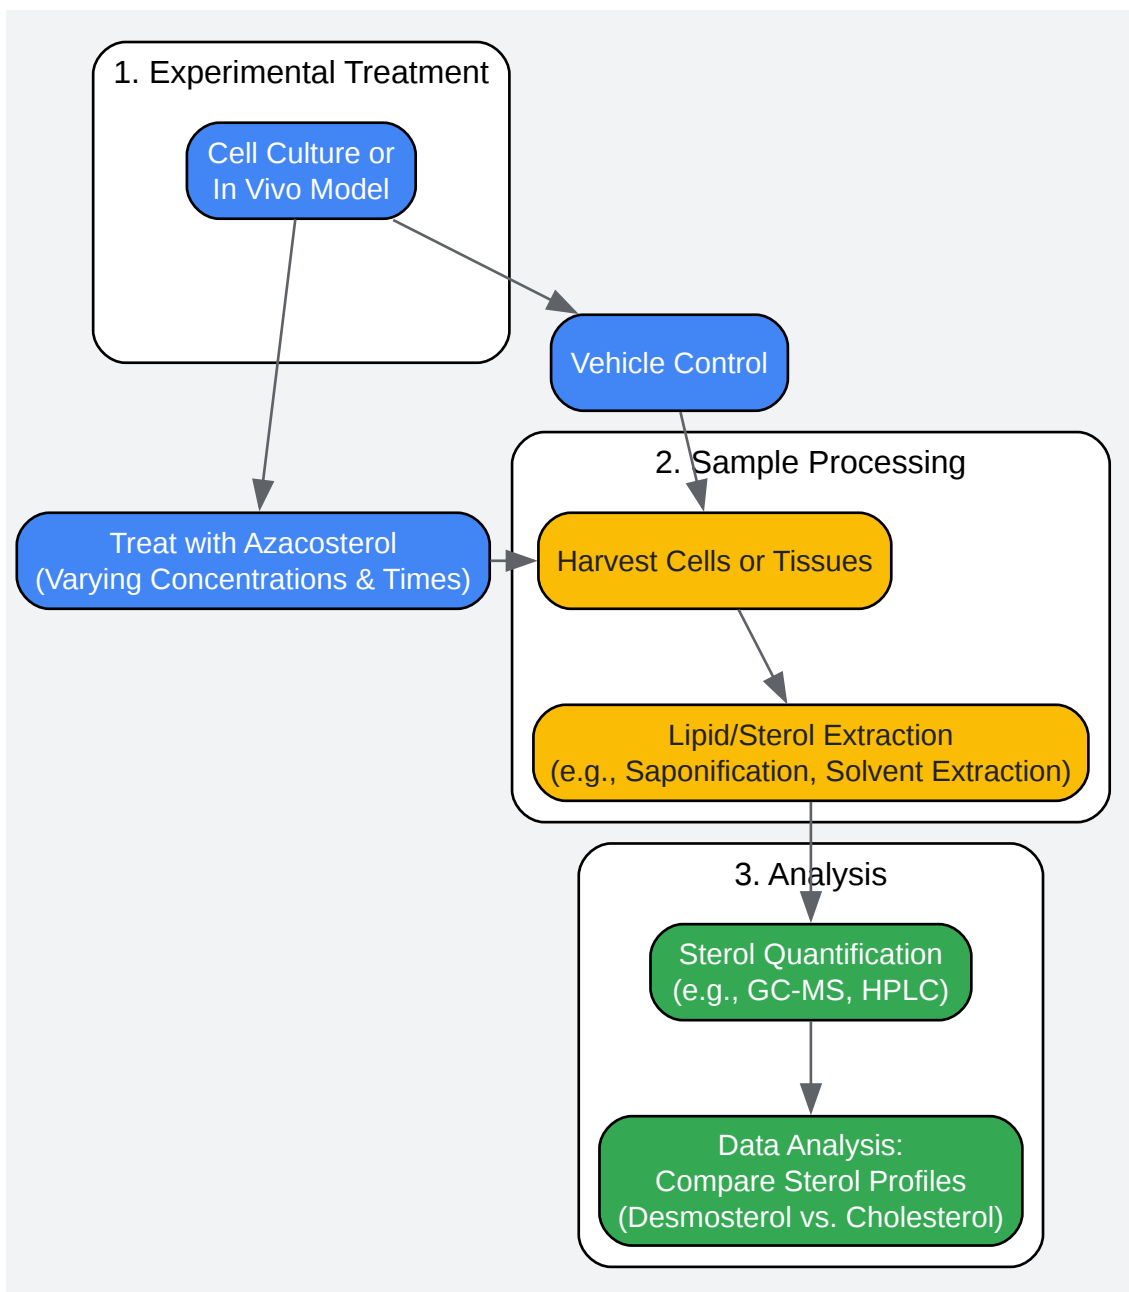 1. Experimental Treatment
Cell Culture or
In Vivo Model
Vehicle Control
2. Sample Processing
Treat with Azacosterol
(Varying Concentrations & Times)
Harvest Cells or Tissues
Lipid/Sterol Extraction
(e.g., Saponification, Solvent Extraction)
3. Analysis
Sterol Quantification
(e.g., GC-MS, HPLC)
Data Analysis:
Compare Sterol Profiles
(Desmosterol vs. Cholesterol)